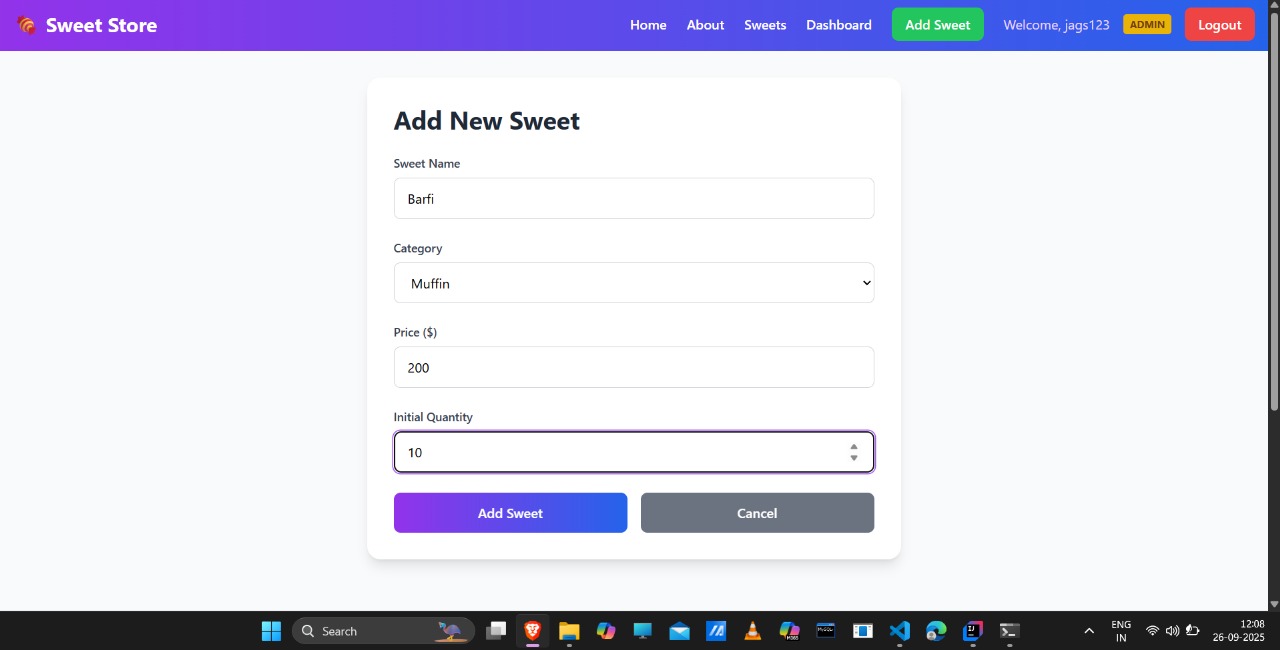 Sweet Store
Home About Sweets Dashboard Add Sweet Welcome, jags123 ADMIN Logout
Add New Sweet
Sweet Name
Barfi
Category
Muffin
Price ($)
200
Initial Quantity
10
Add Sweet Cancel
Search
ENG
IN
12:08
26-09-2025